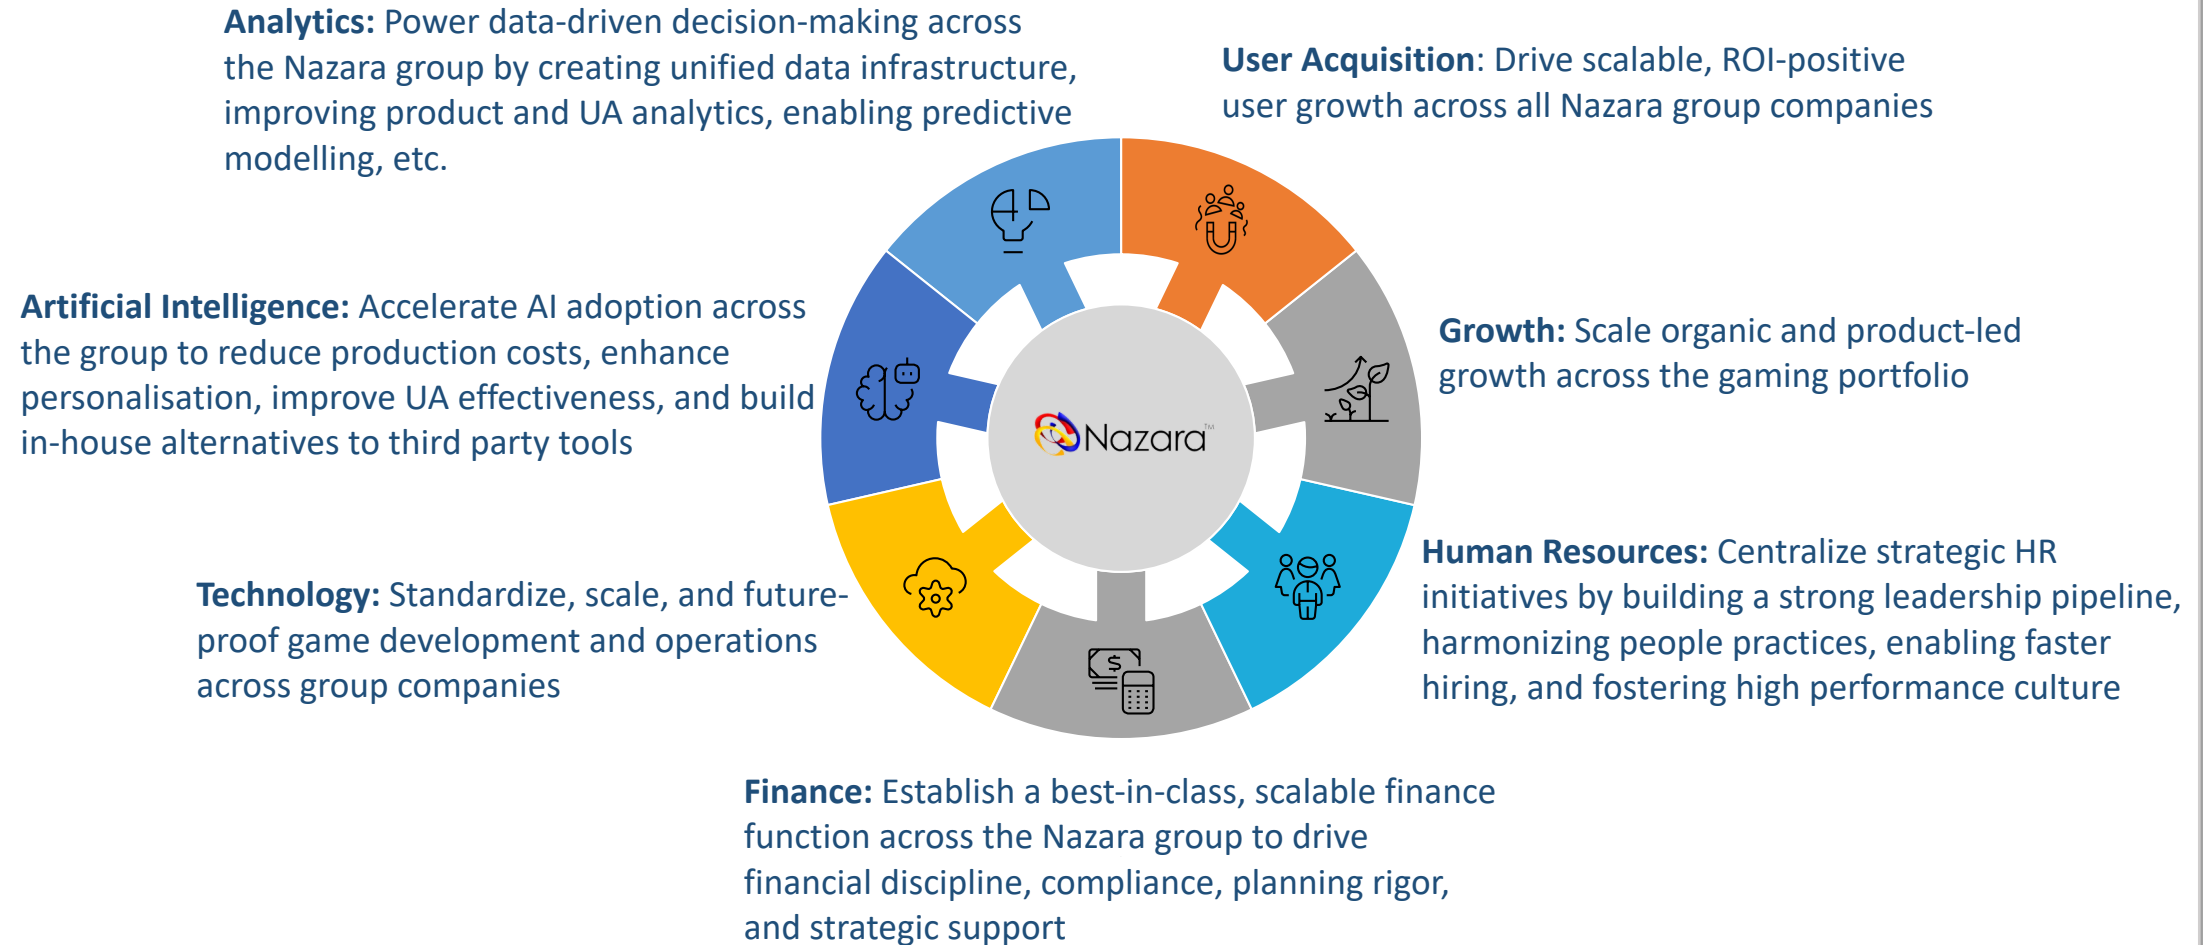 Analytics: Power data-driven decision-making across
the Nazara group by creating unified data infrastructure,
improving product and UA analytics, enabling predictive
modelling, etc.
User Acquisition: Drive scalable, ROI-positive
user growth across all Nazara group companies
Artificial Intelligence: Accelerate AI adoption across
the group to reduce production costs, enhance
personalisation, improve UA effectiveness, and build
in-house alternatives to third party tools
Growth: Scale organic and product-led
growth across the gaming portfolio
Nazara™
Technology: Standardize, scale, and future-
proof game development and operations
across group companies
Human Resources: Centralize strategic HR
initiatives by building a strong leadership pipeline,
harmonizing people practices, enabling faster
hiring, and fostering high performance culture
$
Finance: Establish a best-in-class, scalable finance
function across the Nazara group to drive
financial discipline, compliance, planning rigor,
and strategic support